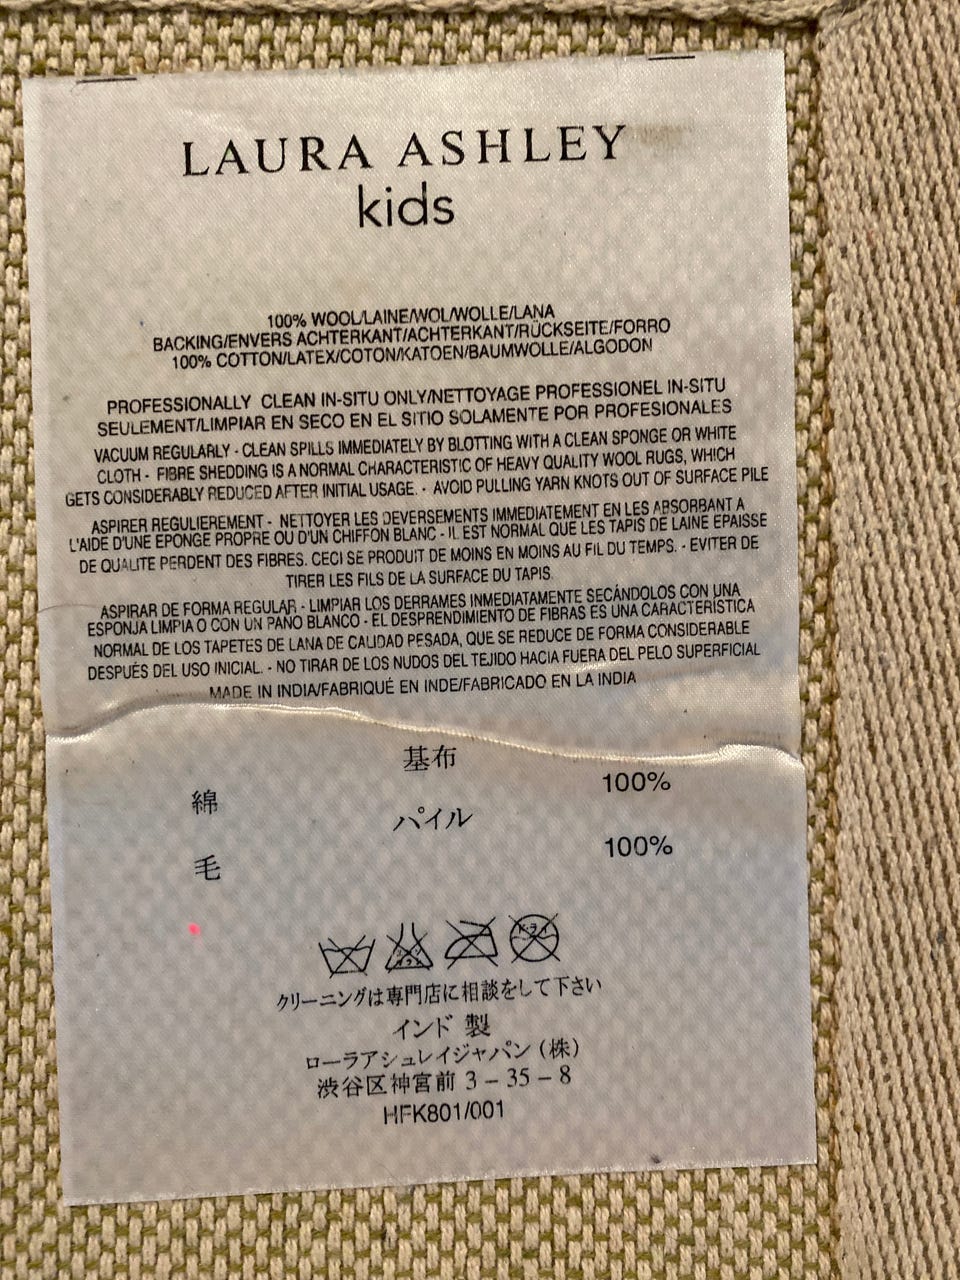 LAURA ASHLEY
kids
100% WOOL/LAINE/WOL/WOLLE/LANA
BACKING/ENVERS ACHTERKANT/ACHTERKANT/RÜCKSEITE/FORRO
100% COTTON/LATEX/COTON/KATOEN/BAUMWOLLE/ALGODON
PROFESSIONALLY CLEAN IN-SITU ONLY/NETTOYAGE PROFESSIONEL IN-SITU
SEULEMENT/LIMPIAR EN SECO EN EL SITIO SOLAMENTE POR PROFESIONALES
VACUUM REGULARLY - CLEAN SPILLS IMMEDIATELY BY BLOTTING WITH A CLEAN SPONGE OR WHITE
CLOTH - FIBRE SHEDDING IS A NORMAL CHARACTERISTIC OF HEAVY QUALITY WOOL RUGS, WHICH
GETS CONSIDERABLY REDUCED AFTER INITIAL USAGE. - AVOID PULLING YARN KNOTS OUT OF SURFACE PILE
ASPIRER REGULIEREMENT - NETTOYER LES DEVERSEMENTS IMMEDIATEMENT EN LES ABSORBANT A
L'AIDE D'UNE EPONGE PROPRE OU D'UN CHIFFON BLANC - IL EST NORMAL QUE LES TAPIS DE LAINE EPAISSE
DE QUALITE PERDENT DES FIBRES. CECI SE PRODUIT DE MOINS EN MOINS AU FIL DU TEMPS. - EVITER DE
TIRER LES FILS DE LA SURFACE DU TAPIS
ASPIRAR DE FORMA REGULAR - LIMPIAR LOS DERRAMES INMEDIATAMENTE SECÁNDOLOS CON UNA
ESPONJA LIMPIA O CON UN PAÑO BLANCO - EL DESPRENDIMIENTO DE FIBRAS ES UNA CARACTERÍSTICA
NORMAL DE LOS TAPETES DE LANA DE CALIDAD PESADA, QUE SE REDUCE DE FORMA CONSIDERABLE
DESPUÉS DEL USO INICIAL. - NO TIRAR DE LOS NUDOS DEL TEJIDO HACIA FUERA DEL PELO SUPERFICIAL
MADE IN INDIA/FABRIQUÉ EN INDE/FABRICADO EN LA INDIA
基布
綿 100%
パイル
毛 100%
クリーニングは専門店に相談をして下さい
インド 製
ローラアシュレイジャパン (株)
渋谷区神宮前 3 – 35 – 8
HFK801/001